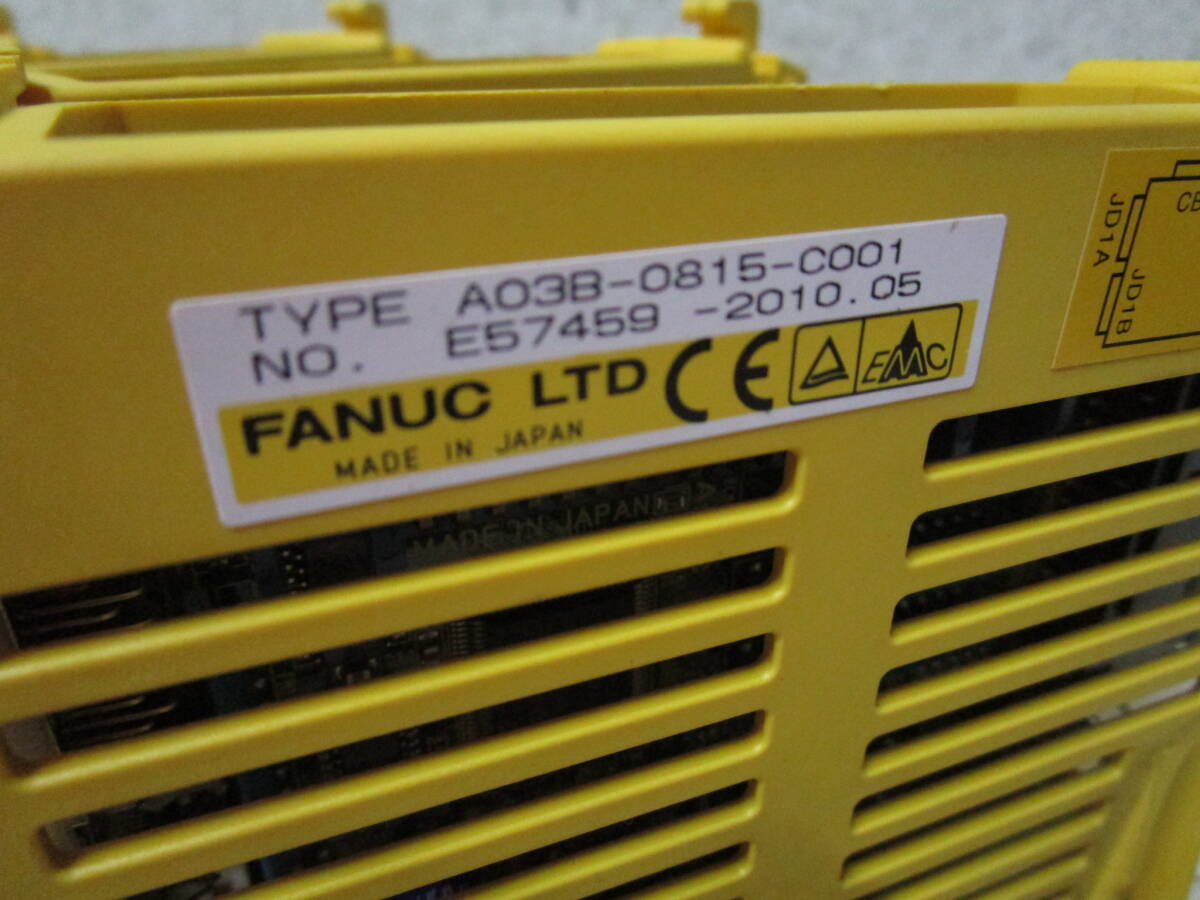 TYPE A03B-0815-C001
NO. E57459 -2010.05
FANUC LTD CE EMC
MADE IN JAPAN
JD1A
JD1B
CE
MADE IN JAPAN